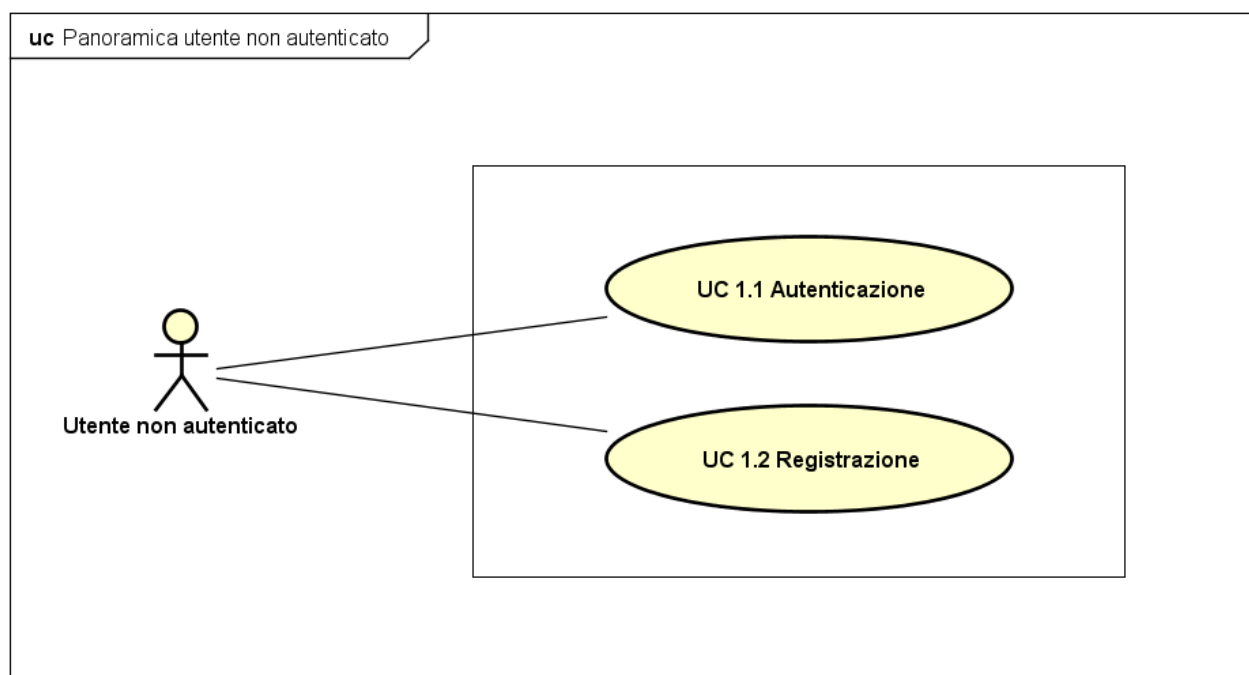 uc Panoramica utente non autenticato
UC 1.1 Autenticazione
Utente non autenticato
UC 1.2 Registrazione